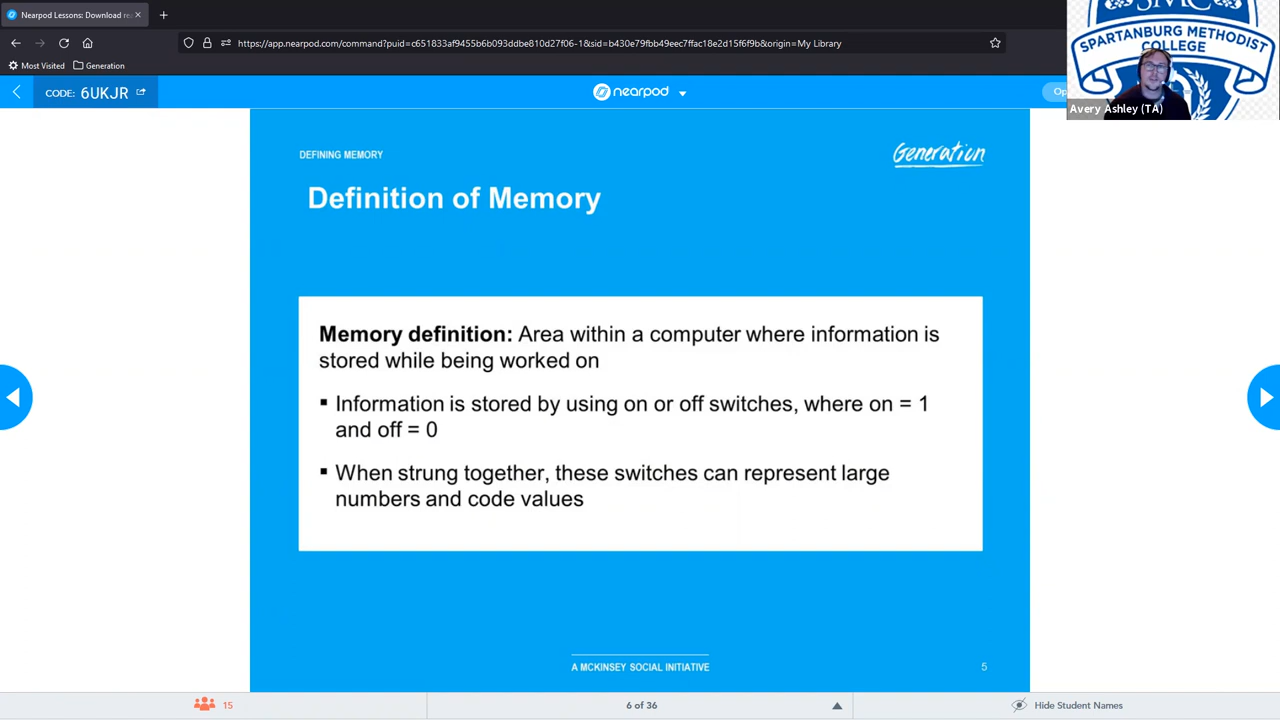 Nearpod Lessons: Download re
https://app.nearpod.com/command?puid=c651833af9455b6b093ddbe810d27f06-1&sid=b430e79fbb49eec7ffac18e2d15f6f9b&origin=My Library
Most Visited
Generation
SMC
SPARTANBURG METHODIST
COLLEGE
Avery Ashley (TA)
CODE: 6UKJR
nearpod
Op
DEFINING MEMORY
Generation
Definition of Memory
Memory definition: Area within a computer where information is
stored while being worked on
▪ Information is stored by using on or off switches, where on = 1
and off = 0
▪ When strung together, these switches can represent large
numbers and code values
A MCKINSEY SOCIAL INITIATIVE
5
15
6 of 36
Hide Student Names